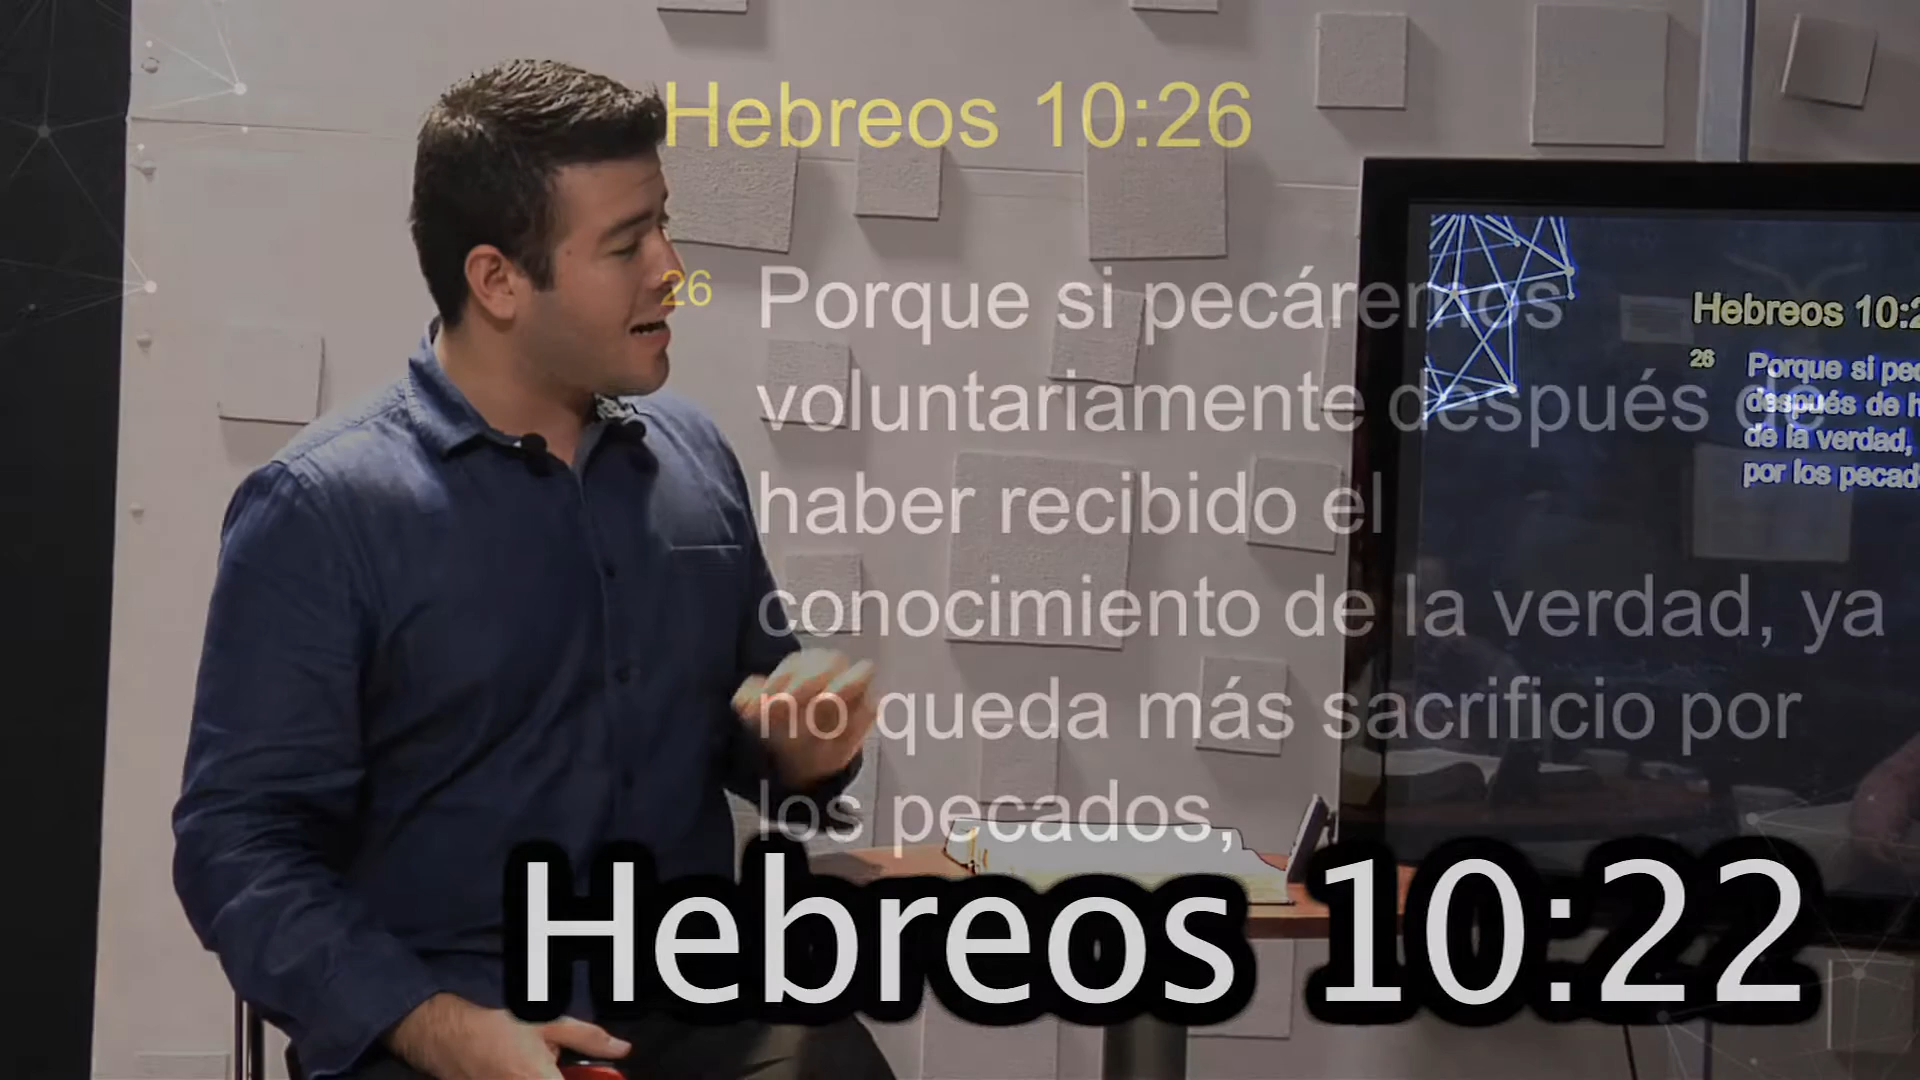 Hebreos 10:26
26 Porque si pecáremos
voluntariamente después de
haber recibido el
conocimiento de la verdad, ya
no queda más sacrificio por
los pecados,
Hebreos 10:2
26 Porque si pec
después de h
de la verdad,
por los pecad
Hebreos 10:22